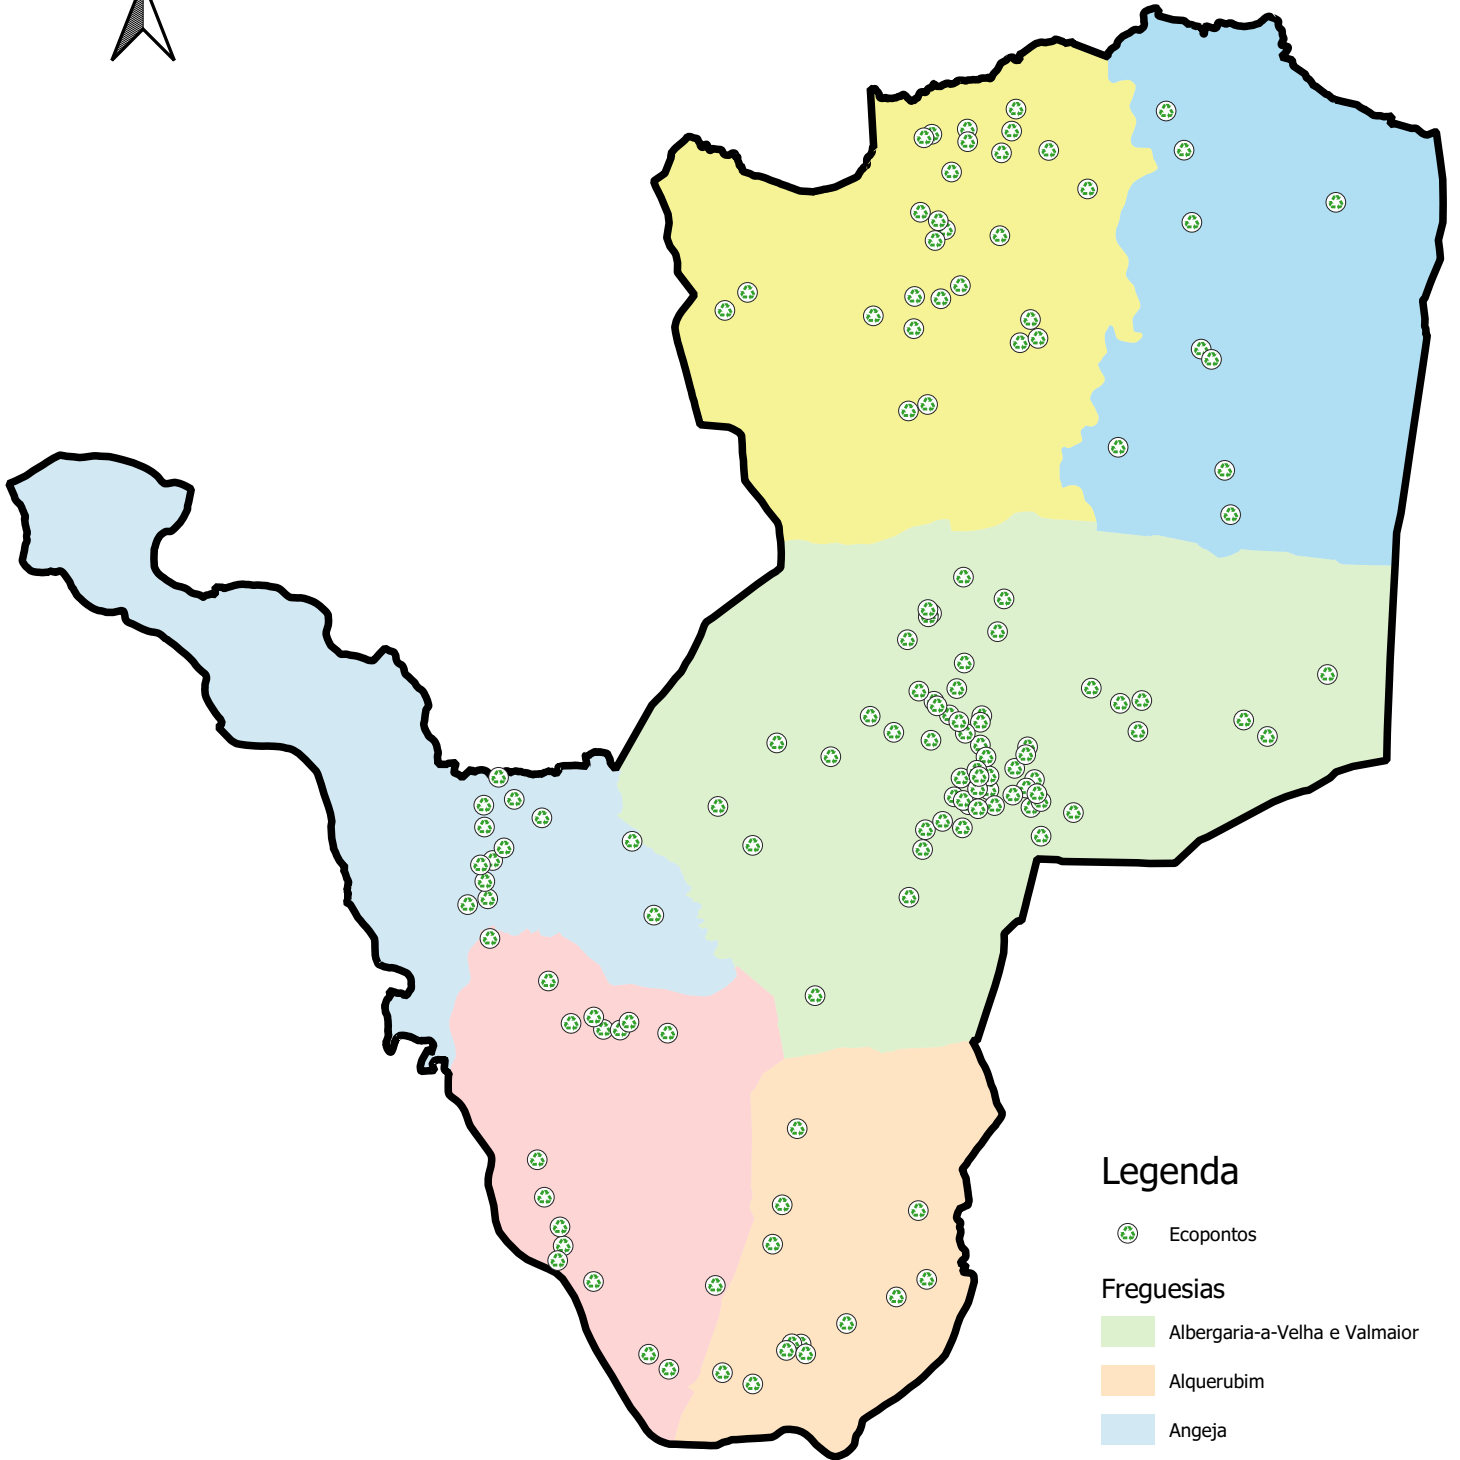 Legenda
Ecopontos
Freguesias
Albergaria-a-Velha e Valmaior
Alquerubim
Angeja